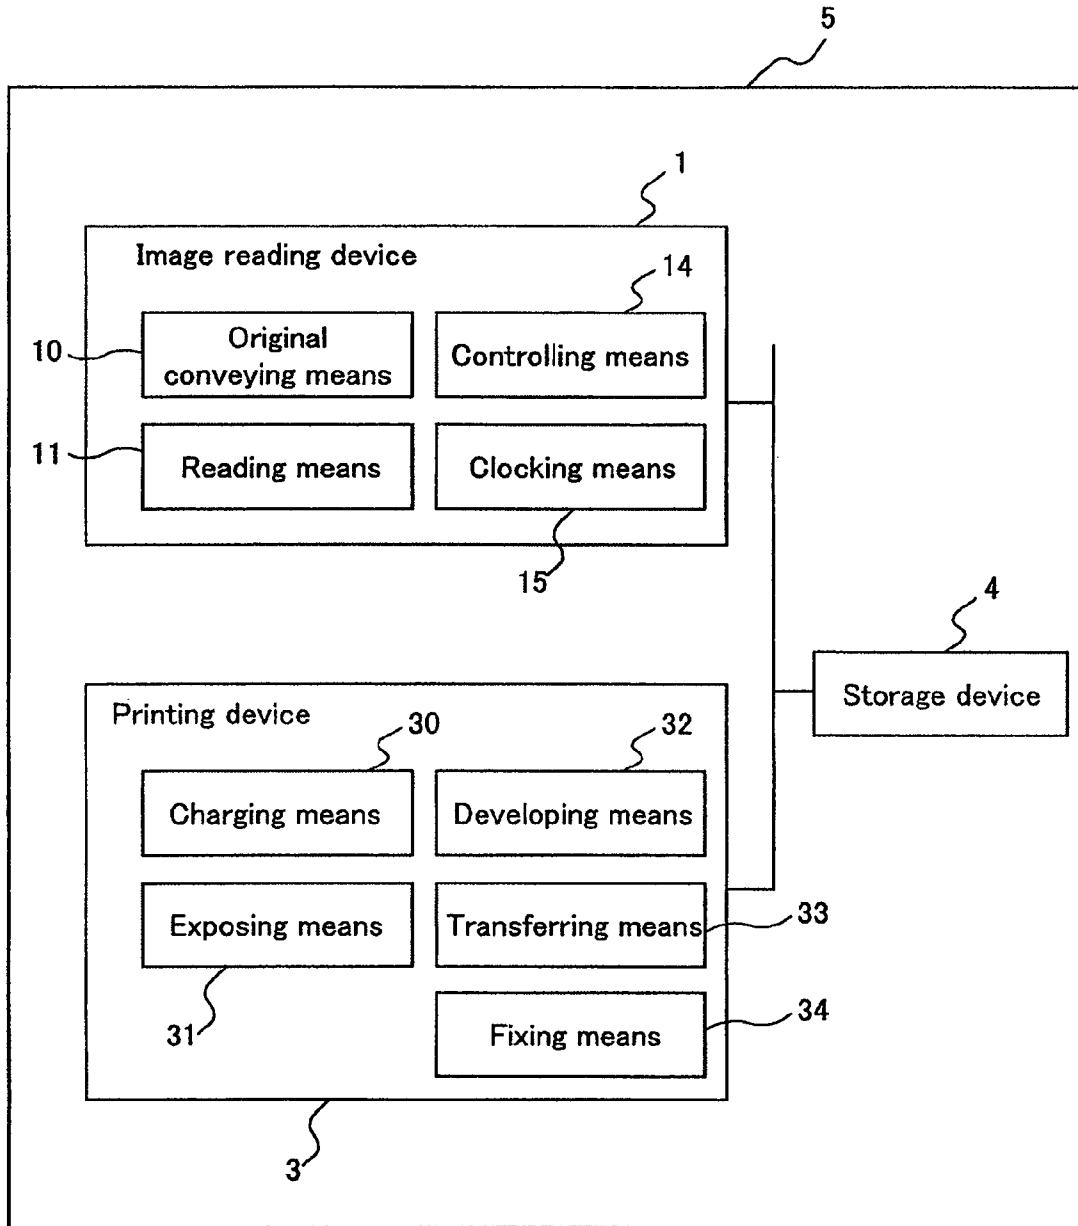 5
1
Image reading device
14
10
Original
conveying means
Controlling means
11
Reading means
Clocking means
15
4
Storage device
Printing device
30
32
Charging means
Developing means
Exposing means
Transferring means
33
31
Fixing means
34
3